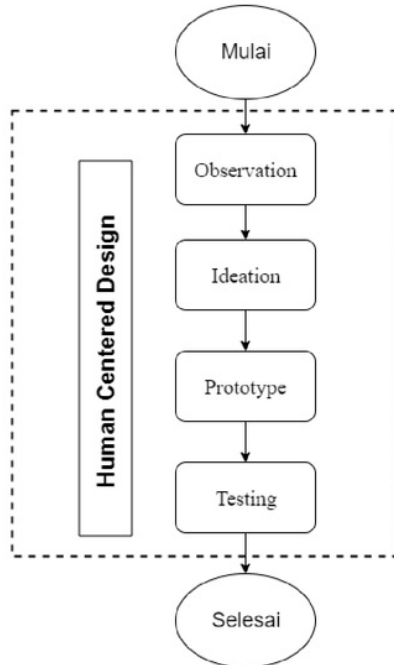 Mulai
Observation
Ideation
Human Centered Design
Prototype
Testing
Selesai